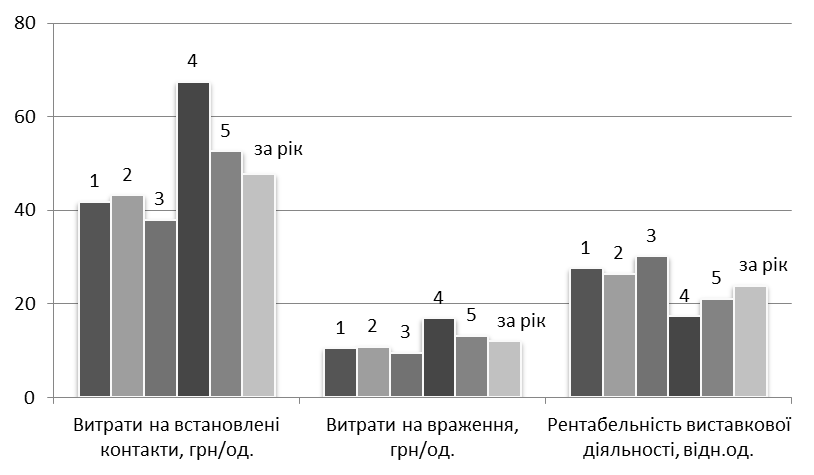 80
60
40
20
0
1
2
3
4
5
за рік
1
2
3
4
5
за рік
1
2
3
4
5
за рік
Витрати на встановлені
контакти, грн/од.
Витрати на враження,
грн/од.
Рентабельність виставкової
діяльності, відн.од.